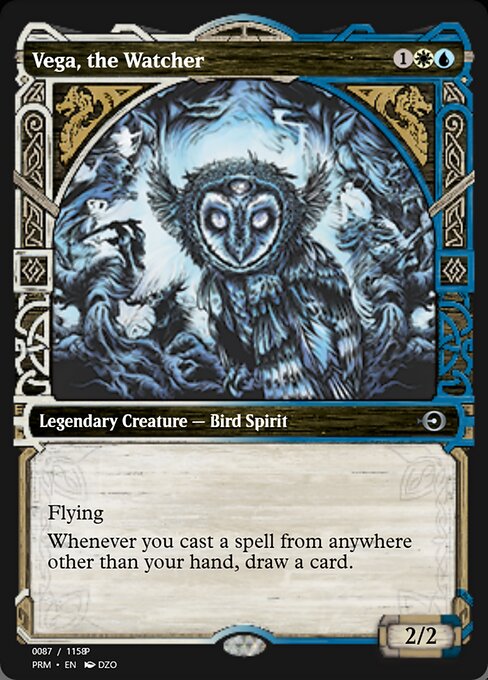 Vega, the Watcher 1
Legendary Creature — Bird Spirit
Flying
Whenever you cast a spell from anywhere
other than your hand, draw a card.
2/2
0087 / 1158P
PRM • EN DZO